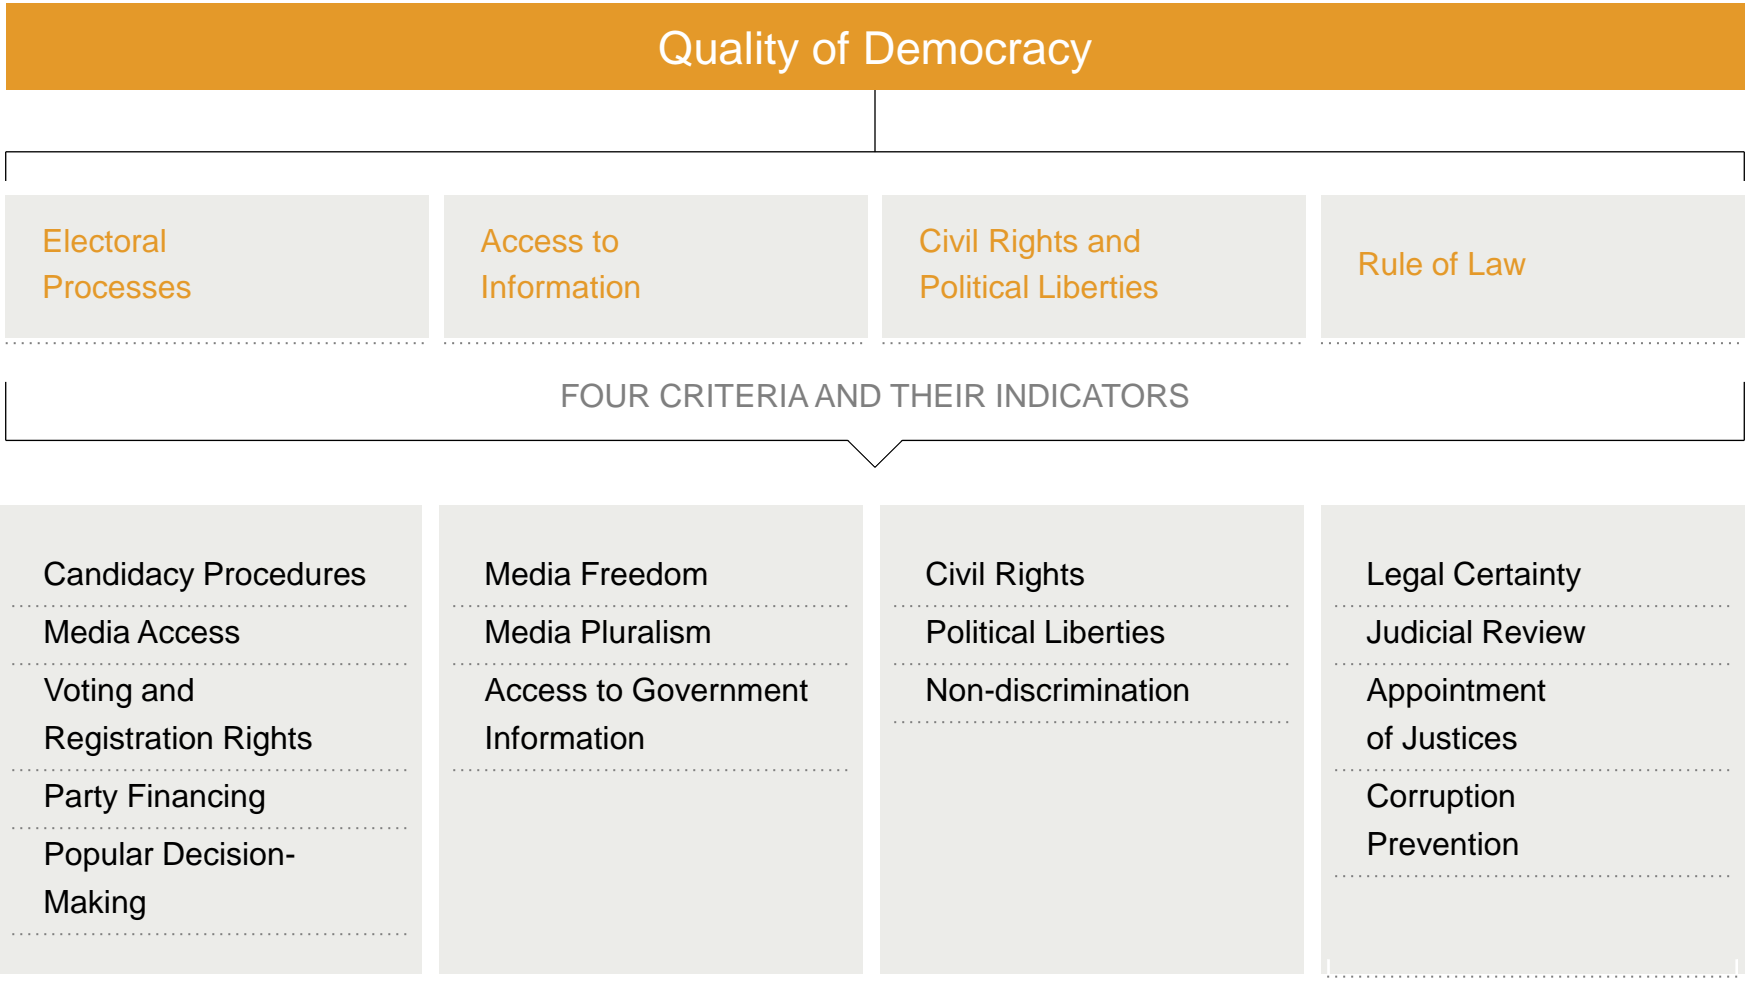 Quality of Democracy
Electoral
Processes
Access to
Information
Civil Rights and
Political Liberties
Rule of Law
FOUR CRITERIA AND THEIR INDICATORS
Candidacy Procedures
Media Access
Voting and
Registration Rights
Party Financing
Popular Decision-
Making
Media Freedom
Media Pluralism
Access to Government
Information
Civil Rights
Political Liberties
Non-discrimination
Legal Certainty
Judicial Review
Appointment
of Justices
Corruption
Prevention